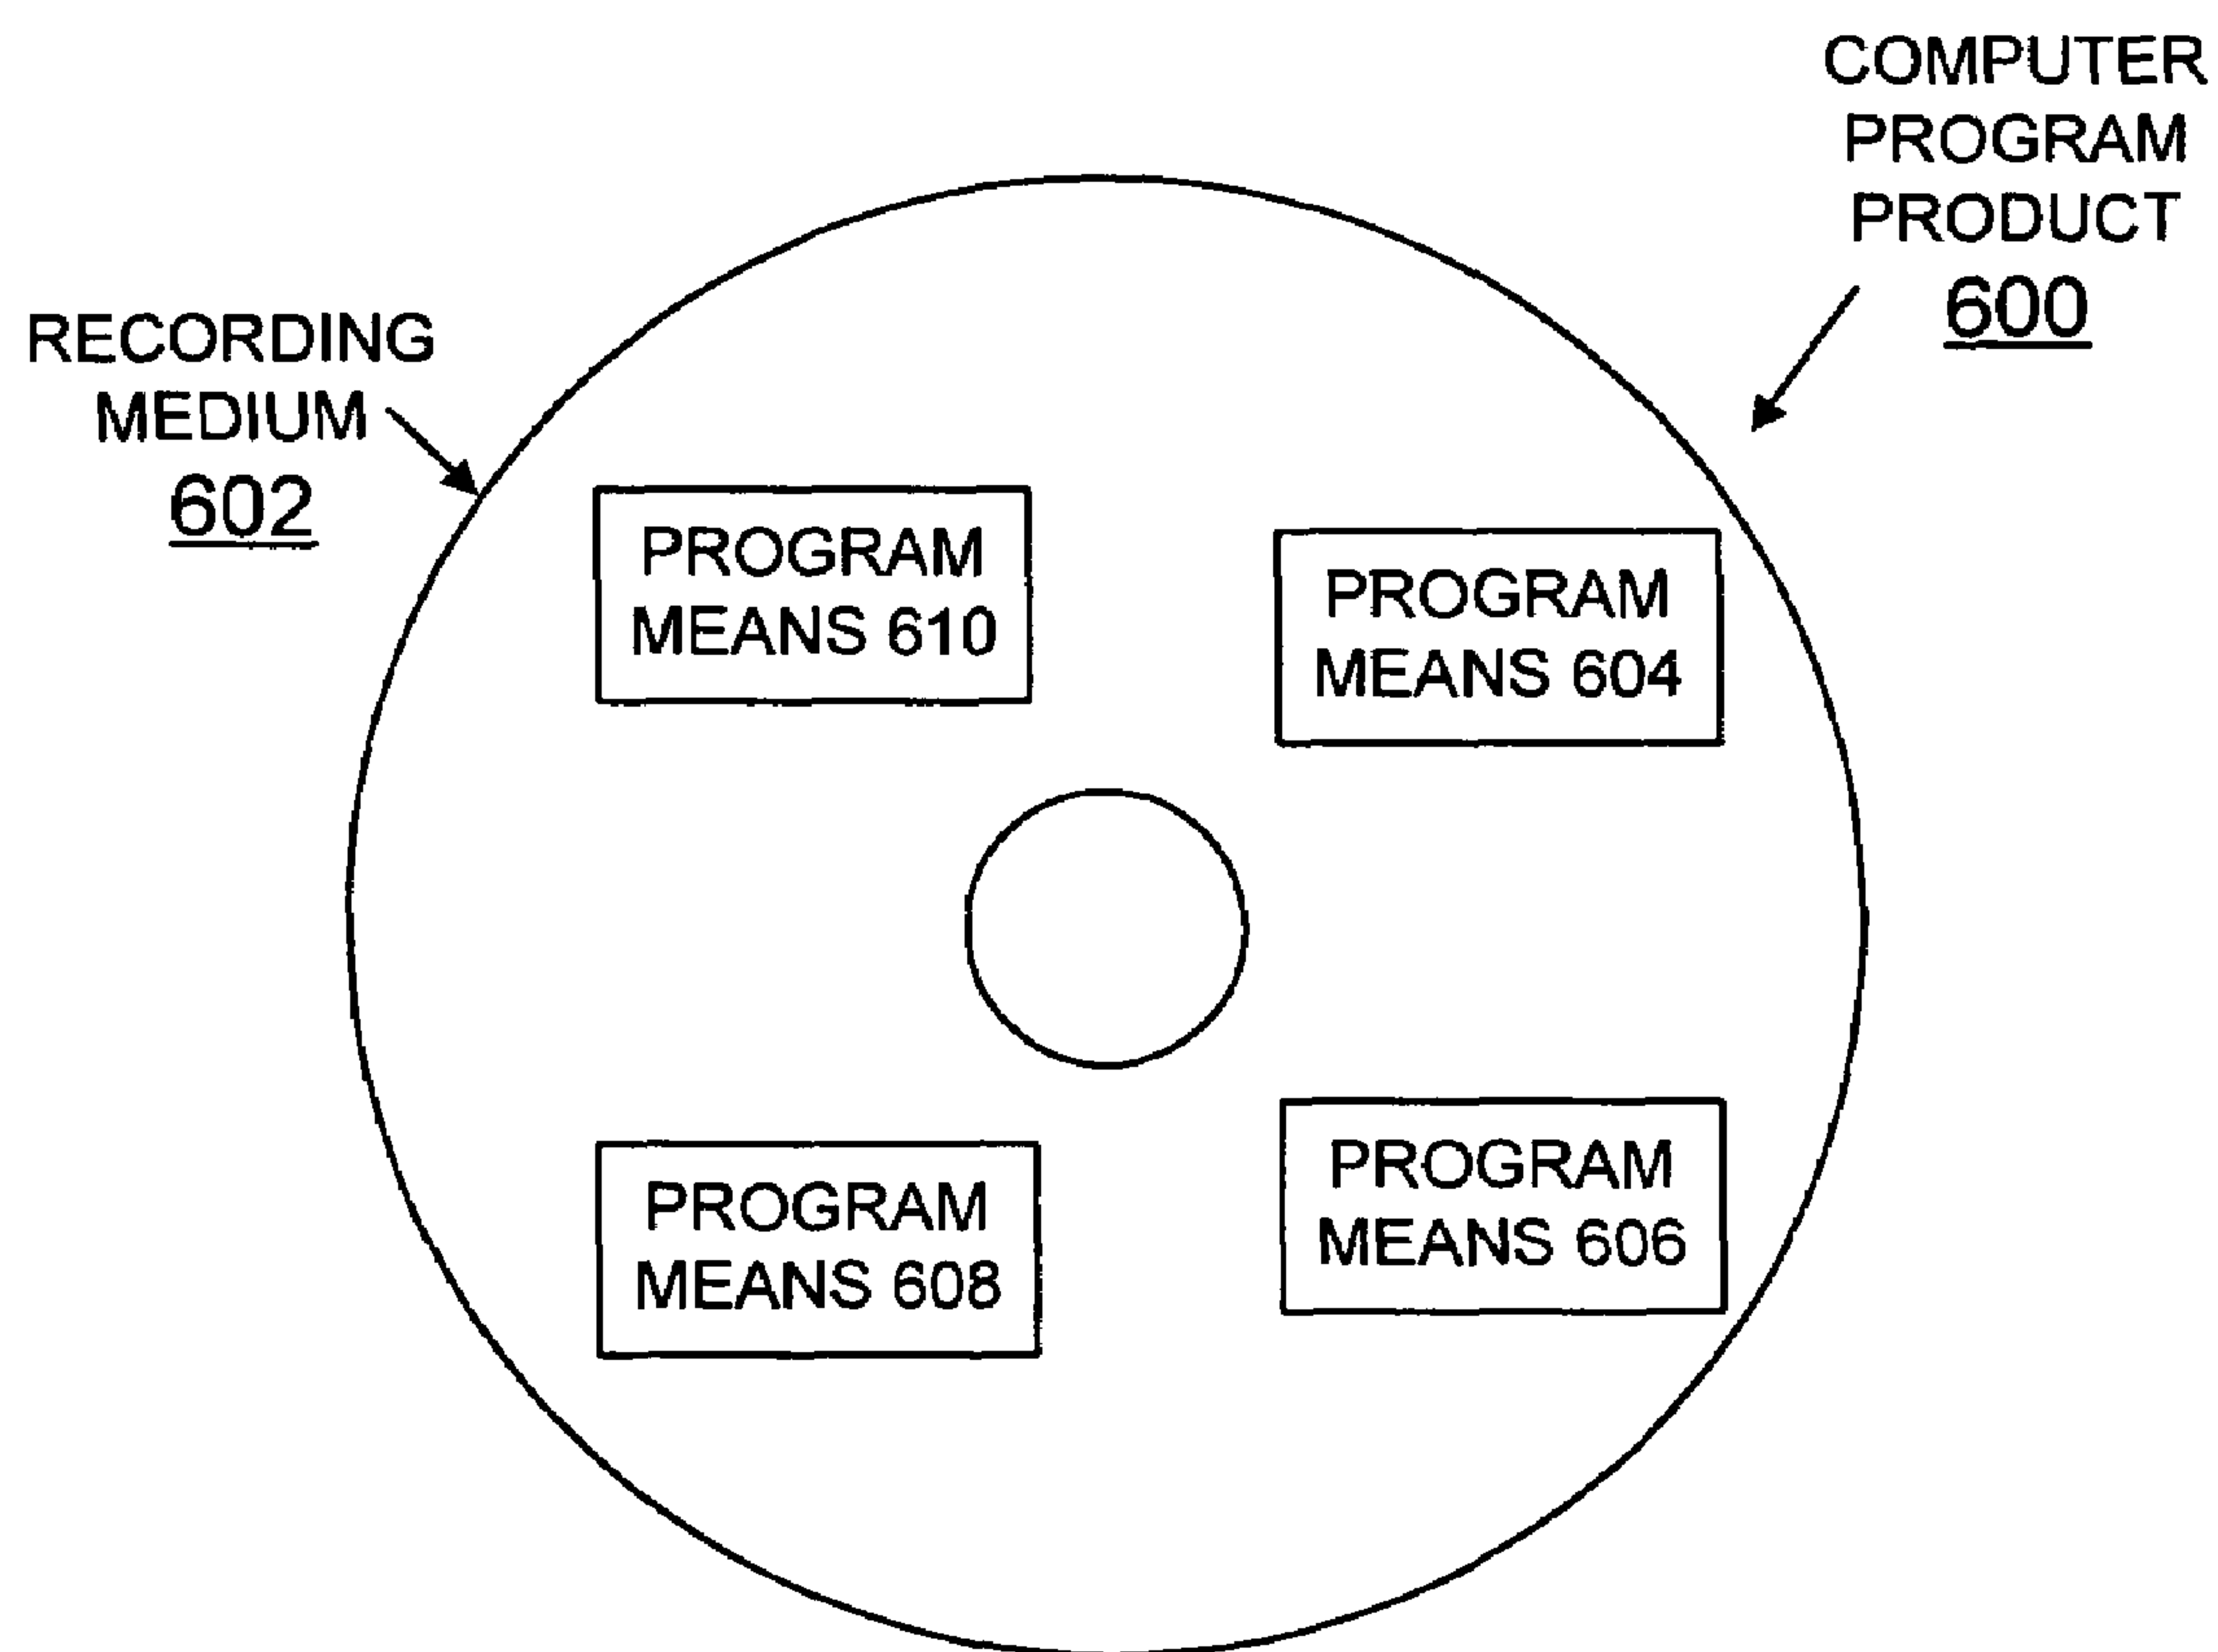 COMPUTER
PROGRAM
PRODUCT
600
RECORDING
MEDIUM
602
PROGRAM
MEANS 610
PROGRAM
MEANS 604
PROGRAM
MEANS 608
PROGRAM
MEANS 606